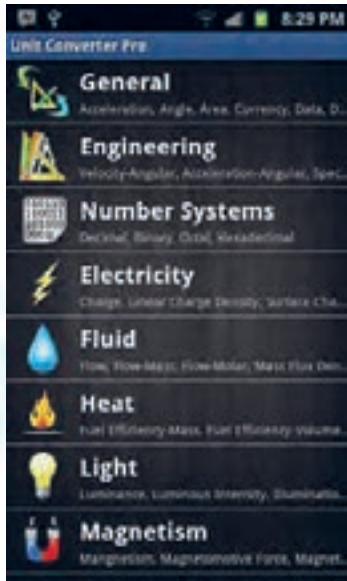 8:29 PM
Unit Converter Pro
General
Acceleration, Angle, Area, Currency, Data, D...
Engineering
Velocity-Angular, Acceleration-Angular, Spec...
Number Systems
Decimal, Binary, Octal, Hexadecimal
Electricity
Charge, Linear Charge Density, Surface Cha...
Fluid
Flow, Flow-Mass, Flow-Molar, Mass Flux Den...
Heat
Fuel Efficiency-Mass, Fuel Efficiency-Volume...
Light
Luminance, Luminous Intensity, Illuminatio...
Magnetism
Mangnetism, Magnetomotive Force, Magnet...